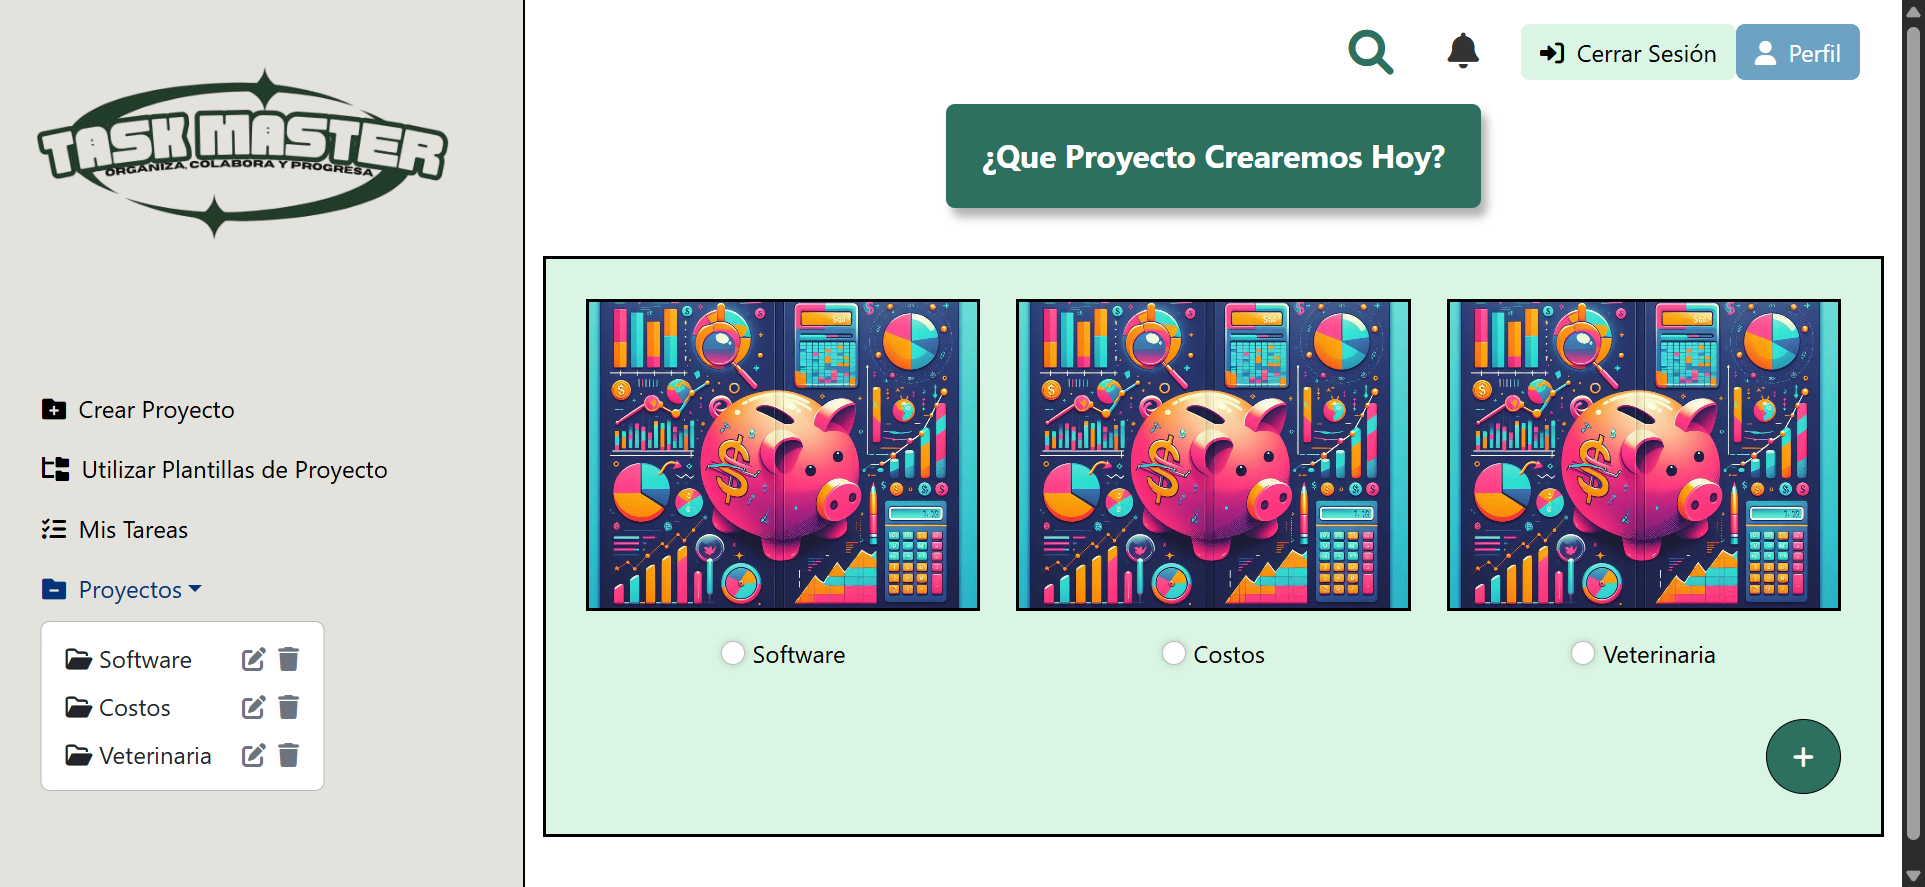 TASK MASTER
ORGANIZA, COLABORA Y PROGRESA
Crear Proyecto
Utilizar Plantillas de Proyecto
Mis Tareas
Proyectos
Software
Costos
Veterinaria
Cerrar Sesión
Perfil
¿Que Proyecto Crearemos Hoy?
Software
Costos
Veterinaria